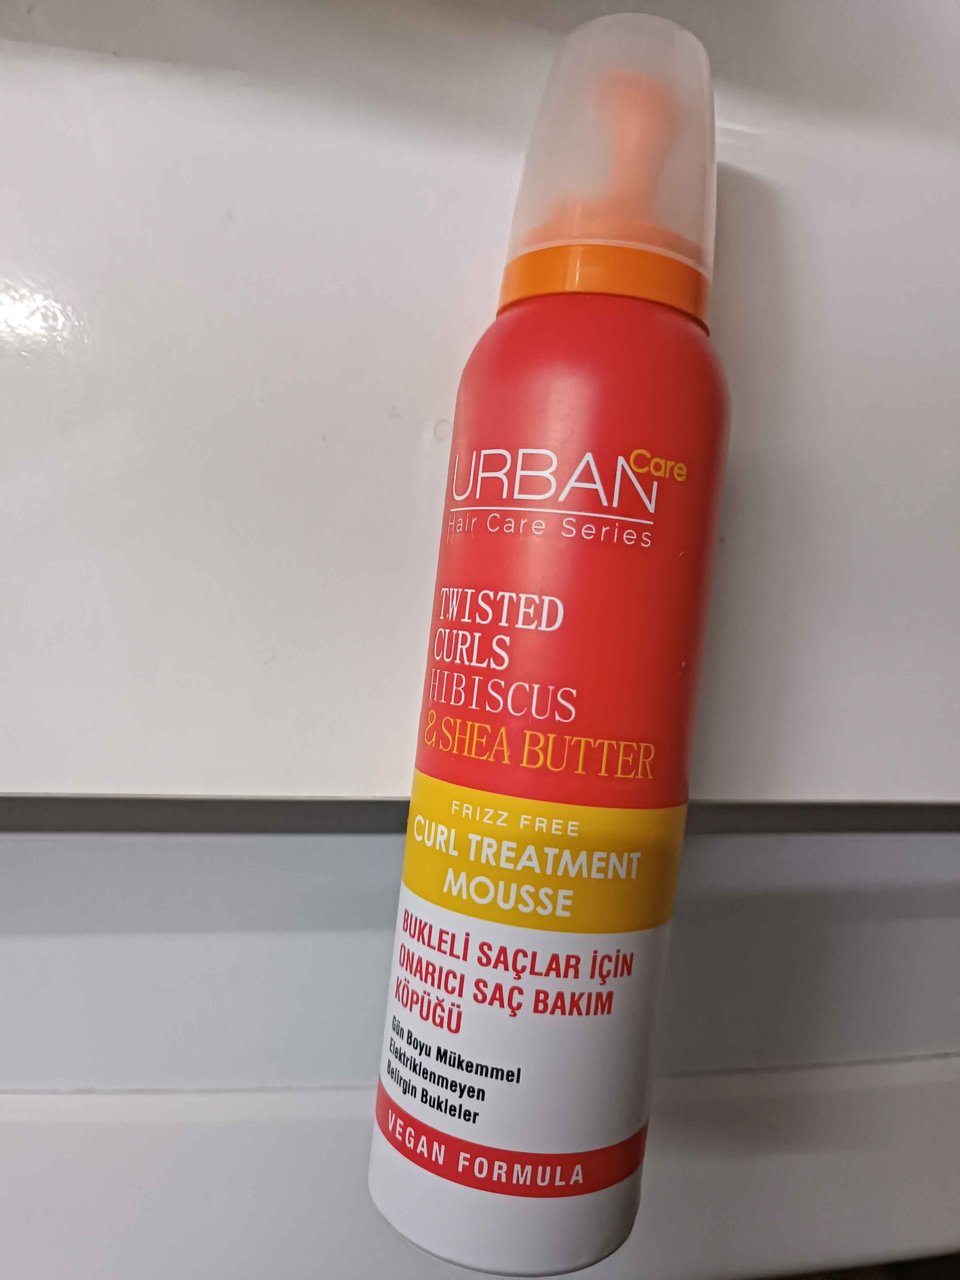 URBAN Care
Hair Care Series
TWISTED
CURLS
HIBISCUS
& SHEA BUTTER
FRIZZ FREE
CURL TREATMENT
MOUSSE
BUKLELİ SAÇLAR İÇİN
ONARICI SAÇ BAKIM
KÖPÜĞÜ
Gün Boyu Mükemmel
Elektriklenmeyen
Belirgin Bukleler
VEGAN FORMULA